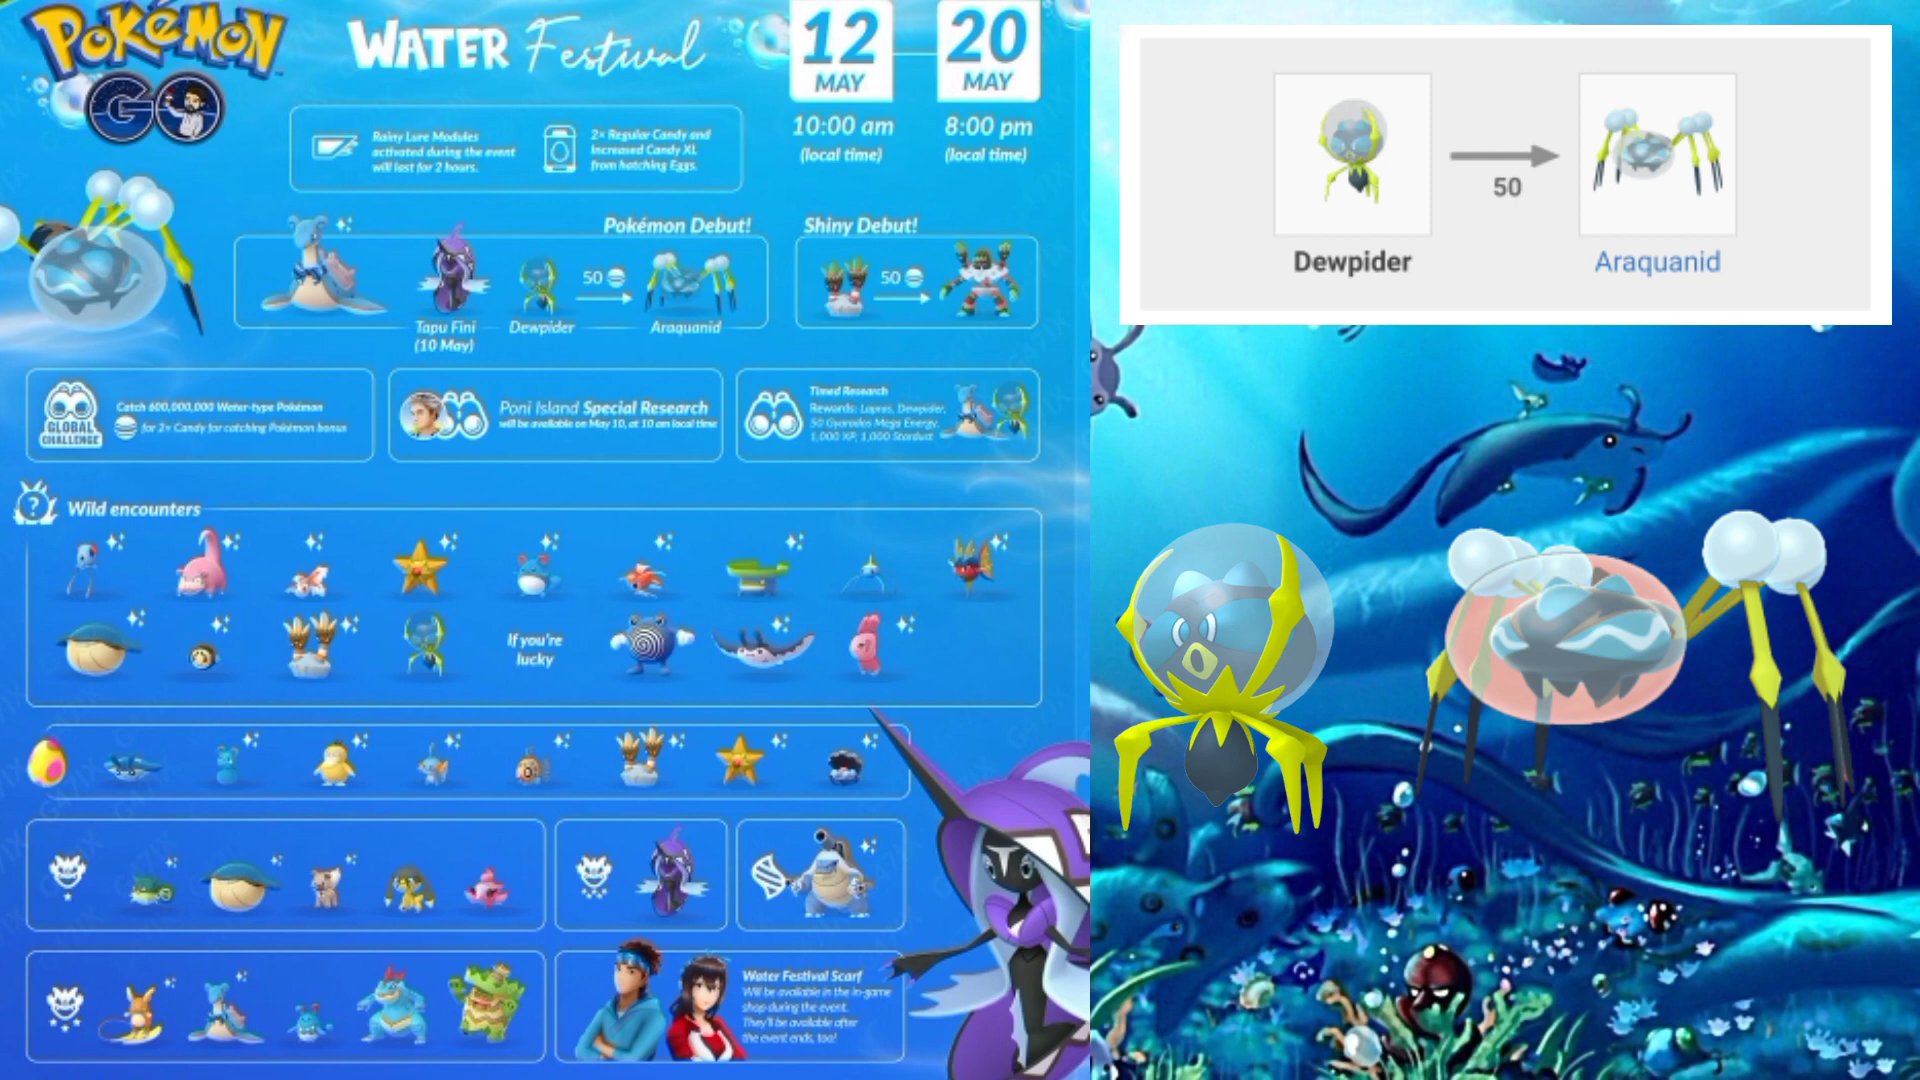 POKÉMON
GO
WATER Festival
12
MAY
10:00 am
(local time)
20
MAY
8:00 pm
(local time)
Rainy Lure Modules
activated during the event
will last for 2 hours.
2× Regular Candy and
Increased Candy XL
from hatching Eggs.
Pokémon Debut!
Shiny Debut!
50
50
Tapu Fini
(10 May)
Dewpider
Araquanid
GLOBAL
CHALLENGE
Catch 600,000,000 Water-type Pokémon
for 2× Candy for catching Pokémon bonus
Poni Island Special Research
will be available on May 10, at 10 am local time
Timed Research
Rewards: Lapras, Dewpider,
50 Gyarados Mega Energy,
1,000 XP, 1,000 Stardust
?
Wild encounters
If you're
lucky
Water Festival Scarf
Will be available in the in-game
shop during the event.
They'll be available after
the event ends, too!
50
Dewpider
Araquanid